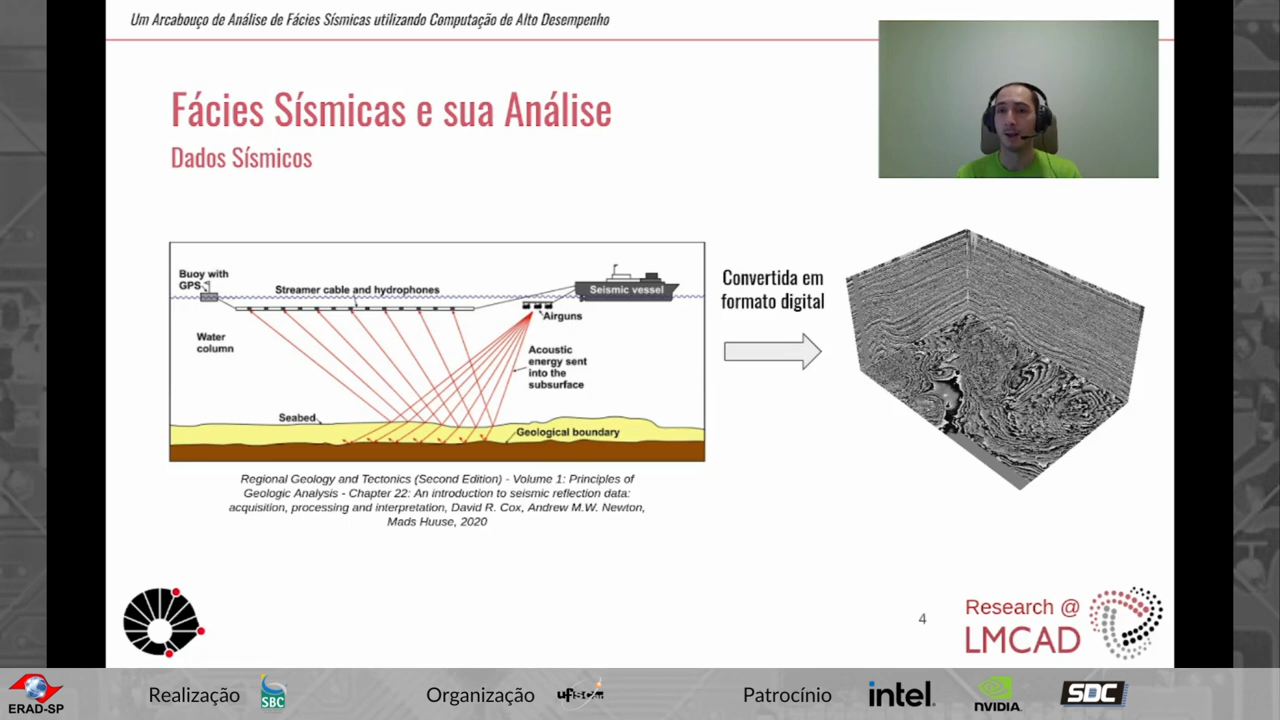 Um Arcabouço de Análise de Fácies Sísmicas utilizando Computação de Alto Desempenho
Fácies Sísmicas e sua Análise
Dados Sísmicos
Buoy with
GPS
Streamer cable and hydrophones
Seismic vessel
Airguns
Water
column
Acoustic
energy sent
into the
subsurface
Seabed
Geological boundary
Convertida em
formato digital
Regional Geology and Tectonics (Second Edition) - Volume 1: Principles of
Geologic Analysis - Chapter 22: An introduction to seismic reflection data:
acquisition, processing and interpretation, David R. Cox, Andrew M.W. Newton,
Mads Huuse, 2020
4
Research @
LMCAD
ERAD-SP
Realização
SBC
Organização
ufscar
Patrocínio
intel.
NVIDIA.
SDC